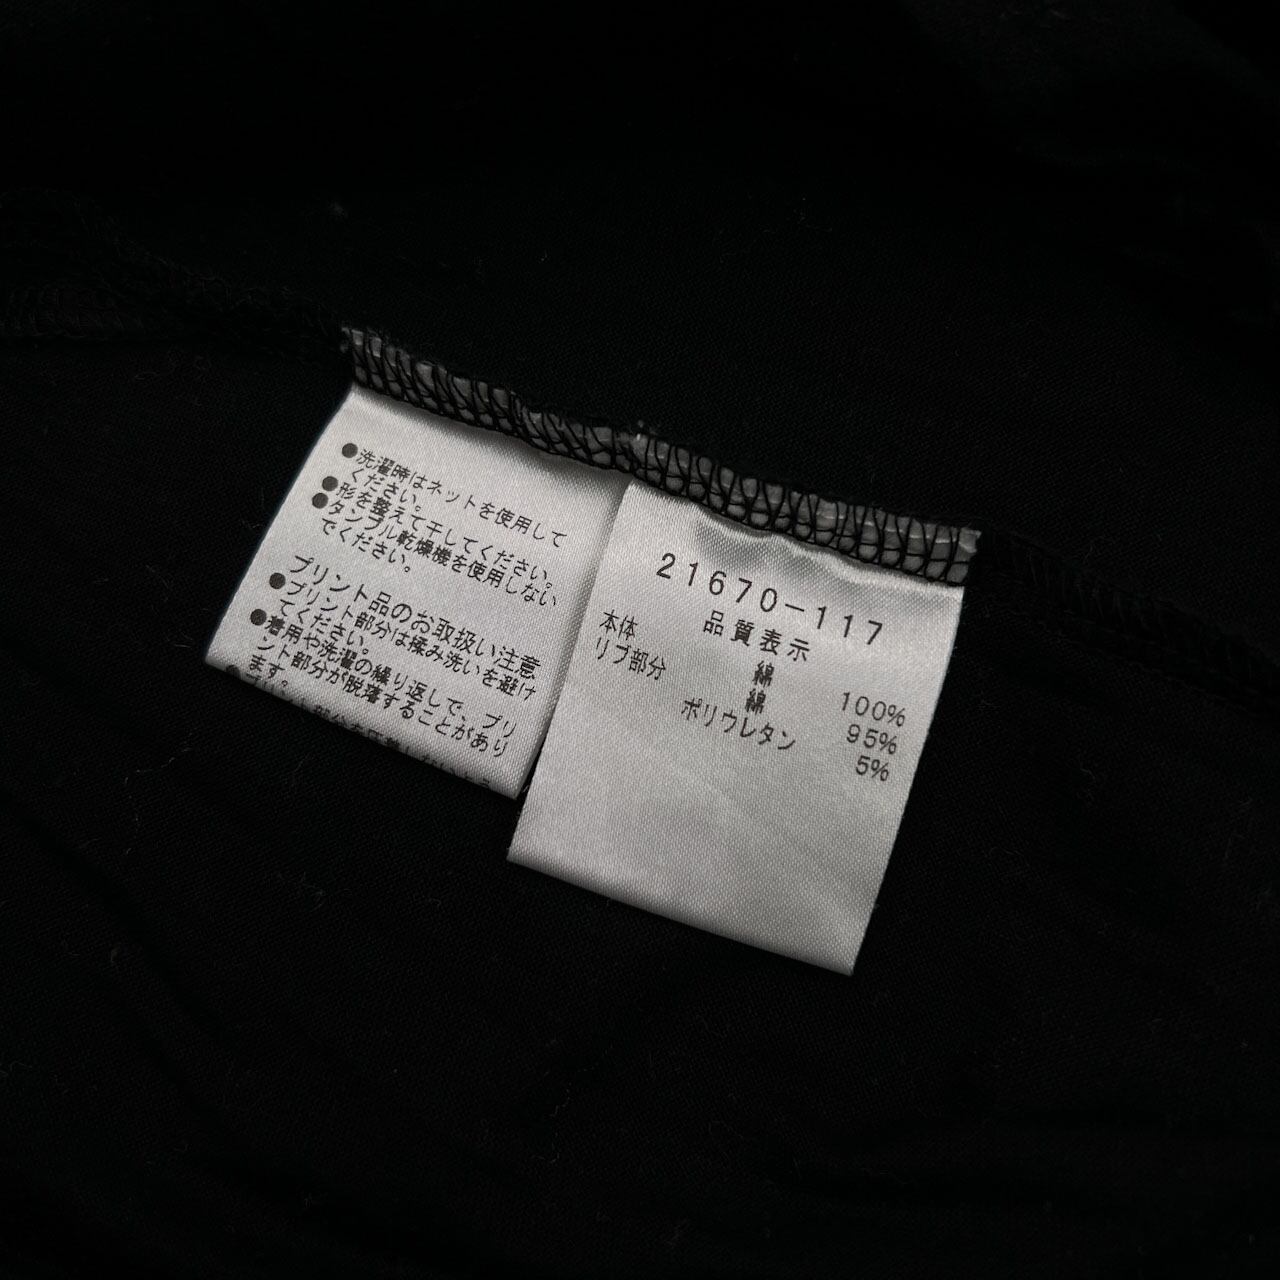 ●洗濯時はネットを使用して
ください。
●形を整えて干してください。
●タンブル乾燥機を使用しない
でください。
プリント品のお取扱い注意
●プリント部分は揉み洗いを避け
てください。
●着用や洗濯の繰り返しで、プリ
ント部分が脱落することがあり
ます。
21670-117
品質表示
本体 綿 100%
リブ部分 綿 95%
ポリウレタン 5%